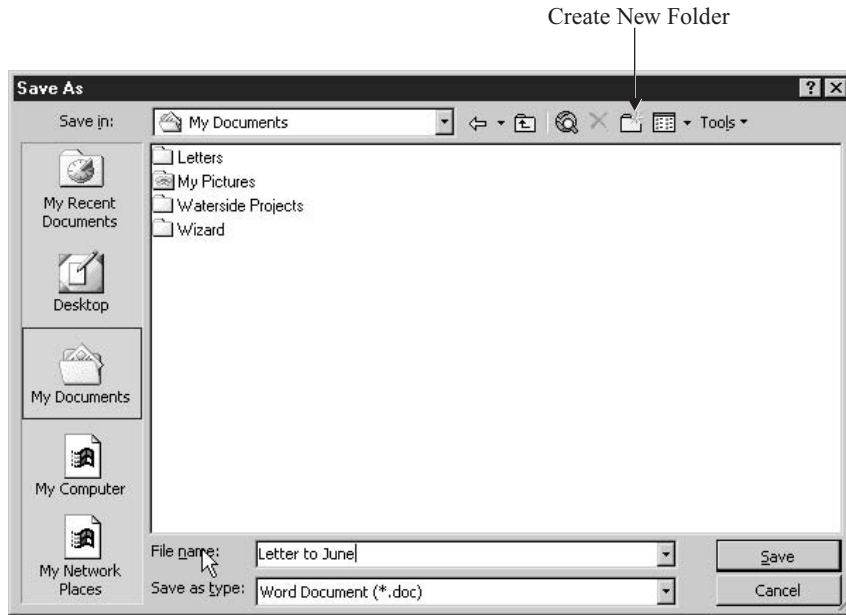 Create New Folder
Save As
Save in:
My Documents
Tools
Letters
My Pictures
Waterside Projects
Wizard
My Recent
Documents
Desktop
My Documents
My Computer
My Network
Places
File name:
Letter to June
Save
Save as type:
Word Document (*.doc)
Cancel